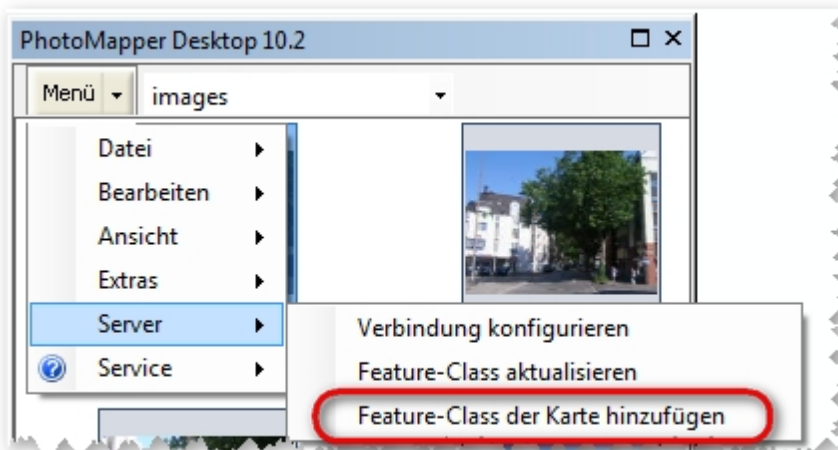 PhotoMapper Desktop 10.2
Menü images
Datei
Bearbeiten
Ansicht
Extras
Server
Service
Verbindung konfigurieren
Feature-Class aktualisieren
Feature-Class der Karte hinzufügen